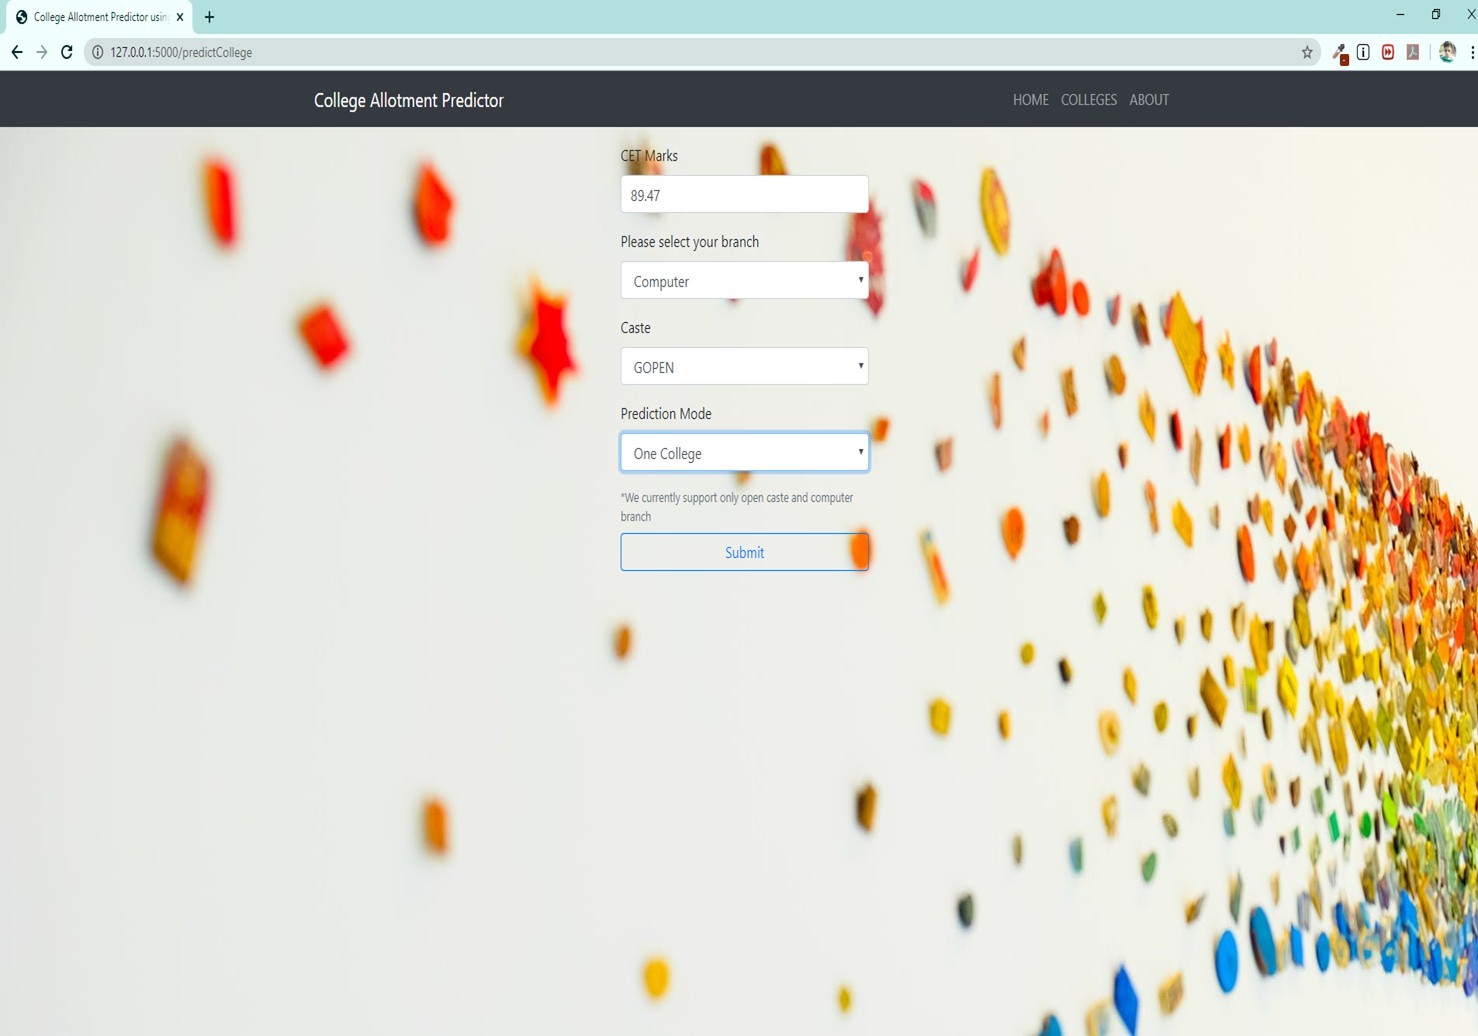 College Allotment Predictor usin
127.0.0.1:5000/predictCollege
College Allotment Predictor
HOME COLLEGES ABOUT
CET Marks
89.47
Please select your branch
Computer
Caste
GOPEN
Prediction Mode
One College
*We currently support only open caste and computer
branch
Submit